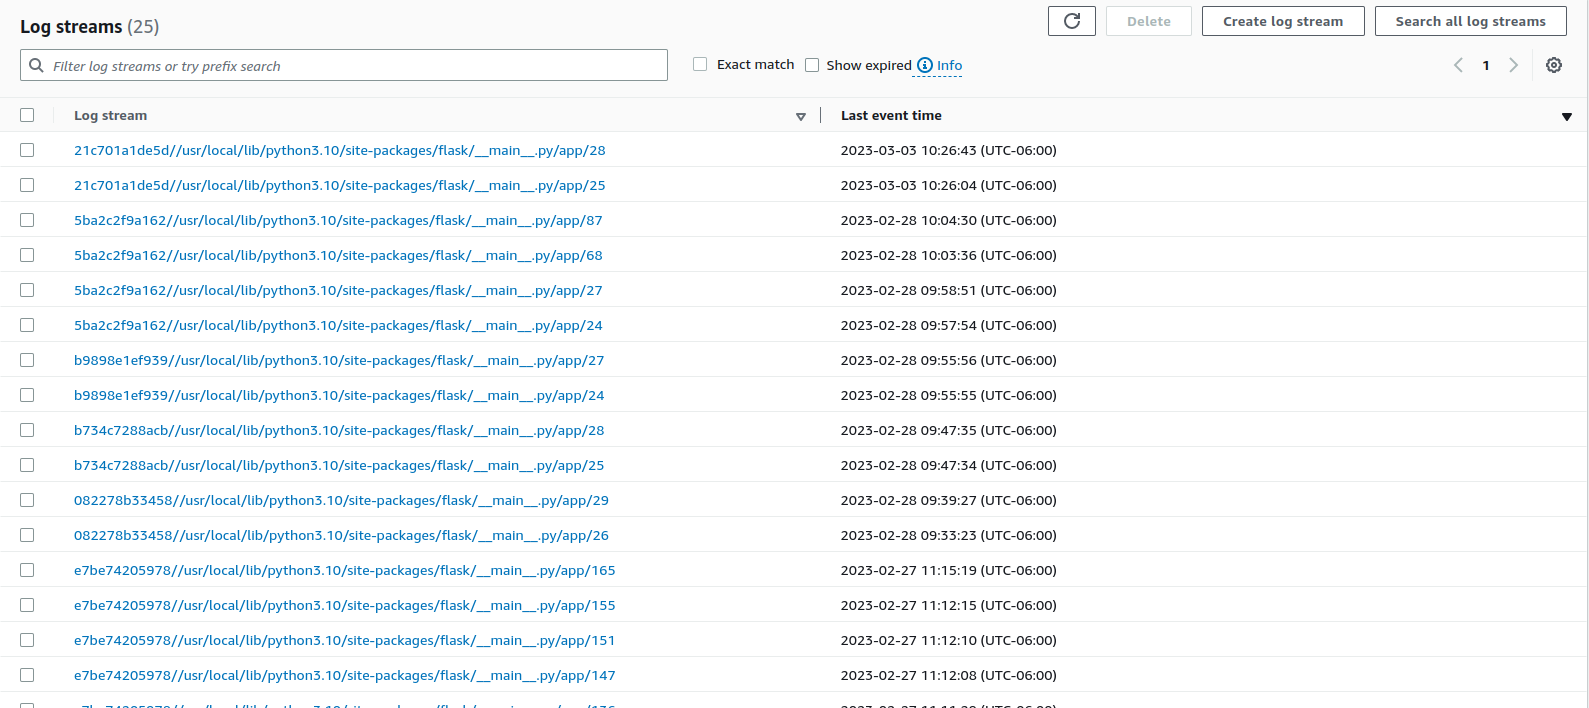 Log streams (25)
Delete
Create log stream
Search all log streams
Filter log streams or try prefix search
Exact match
Show expired
Info
1
Log stream
Last event time
21c701a1de5d//usr/local/lib/python3.10/site-packages/flask/__main__.py/app/28 2023-03-03 10:26:43 (UTC-06:00)
21c701a1de5d//usr/local/lib/python3.10/site-packages/flask/__main__.py/app/25 2023-03-03 10:26:04 (UTC-06:00)
5ba2c2f9a162//usr/local/lib/python3.10/site-packages/flask/__main__.py/app/87 2023-02-28 10:04:30 (UTC-06:00)
5ba2c2f9a162//usr/local/lib/python3.10/site-packages/flask/__main__.py/app/68 2023-02-28 10:03:36 (UTC-06:00)
5ba2c2f9a162//usr/local/lib/python3.10/site-packages/flask/__main__.py/app/27 2023-02-28 09:58:51 (UTC-06:00)
5ba2c2f9a162//usr/local/lib/python3.10/site-packages/flask/__main__.py/app/24 2023-02-28 09:57:54 (UTC-06:00)
b9898e1ef939//usr/local/lib/python3.10/site-packages/flask/__main__.py/app/27 2023-02-28 09:55:56 (UTC-06:00)
b9898e1ef939//usr/local/lib/python3.10/site-packages/flask/__main__.py/app/24 2023-02-28 09:55:55 (UTC-06:00)
b734c7288acb//usr/local/lib/python3.10/site-packages/flask/__main__.py/app/28 2023-02-28 09:47:35 (UTC-06:00)
b734c7288acb//usr/local/lib/python3.10/site-packages/flask/__main__.py/app/25 2023-02-28 09:47:34 (UTC-06:00)
082278b33458//usr/local/lib/python3.10/site-packages/flask/__main__.py/app/29 2023-02-28 09:39:27 (UTC-06:00)
082278b33458//usr/local/lib/python3.10/site-packages/flask/__main__.py/app/26 2023-02-28 09:33:23 (UTC-06:00)
e7be74205978//usr/local/lib/python3.10/site-packages/flask/__main__.py/app/165 2023-02-27 11:15:19 (UTC-06:00)
e7be74205978//usr/local/lib/python3.10/site-packages/flask/__main__.py/app/155 2023-02-27 11:12:15 (UTC-06:00)
e7be74205978//usr/local/lib/python3.10/site-packages/flask/__main__.py/app/151 2023-02-27 11:12:10 (UTC-06:00)
e7be74205978//usr/local/lib/python3.10/site-packages/flask/__main__.py/app/147 2023-02-27 11:12:08 (UTC-06:00)